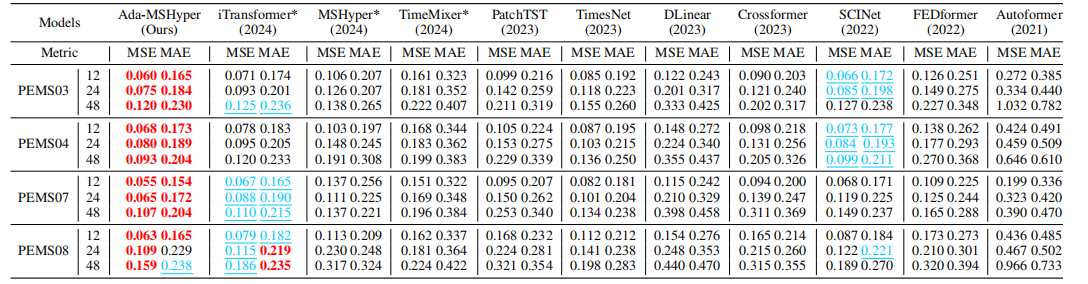 Models Ada-MSHyper iTransformer* MSHyper* TimeMixer* PatchTST TimesNet DLinear Crossformer SCINet FEDformer Autoformer
(Ours) (2024) (2024) (2024) (2023) (2023) (2023) (2023) (2022) (2022) (2021)
Metric MSE MAE MSE MAE MSE MAE MSE MAE MSE MAE MSE MAE MSE MAE MSE MAE MSE MAE MSE MAE MSE MAE
PEMS03 12 0.060 0.165 0.071 0.174 0.106 0.207 0.161 0.323 0.099 0.216 0.085 0.192 0.122 0.243 0.090 0.203 0.066 0.172 0.126 0.251 0.272 0.385
24 0.075 0.184 0.093 0.201 0.126 0.207 0.181 0.352 0.142 0.259 0.118 0.223 0.201 0.317 0.121 0.240 0.085 0.198 0.149 0.275 0.334 0.440
48 0.120 0.230 0.125 0.236 0.138 0.265 0.222 0.407 0.211 0.319 0.155 0.260 0.333 0.425 0.202 0.317 0.127 0.238 0.227 0.348 1.032 0.782
PEMS04 12 0.068 0.173 0.078 0.183 0.103 0.197 0.168 0.344 0.105 0.224 0.087 0.195 0.148 0.272 0.098 0.218 0.073 0.177 0.138 0.262 0.424 0.491
24 0.080 0.189 0.095 0.205 0.148 0.245 0.183 0.362 0.153 0.275 0.103 0.215 0.224 0.340 0.131 0.256 0.084 0.193 0.177 0.293 0.459 0.509
48 0.093 0.204 0.120 0.233 0.191 0.308 0.199 0.383 0.229 0.339 0.136 0.250 0.355 0.437 0.205 0.326 0.099 0.211 0.270 0.368 0.646 0.610
PEMS07 12 0.055 0.154 0.067 0.165 0.137 0.256 0.151 0.322 0.095 0.207 0.082 0.181 0.115 0.242 0.094 0.200 0.068 0.171 0.109 0.225 0.199 0.336
24 0.065 0.172 0.088 0.190 0.111 0.225 0.169 0.348 0.150 0.262 0.101 0.204 0.210 0.329 0.139 0.247 0.119 0.225 0.125 0.244 0.323 0.420
48 0.107 0.204 0.110 0.215 0.137 0.221 0.196 0.384 0.253 0.340 0.134 0.238 0.398 0.458 0.311 0.369 0.149 0.237 0.165 0.288 0.390 0.470
PEMS08 12 0.063 0.165 0.079 0.182 0.113 0.209 0.162 0.337 0.168 0.232 0.112 0.212 0.154 0.276 0.165 0.214 0.087 0.184 0.173 0.273 0.436 0.485
24 0.109 0.229 0.115 0.219 0.230 0.248 0.181 0.364 0.224 0.281 0.141 0.238 0.248 0.353 0.215 0.260 0.122 0.221 0.210 0.301 0.467 0.502
48 0.159 0.238 0.186 0.235 0.317 0.324 0.224 0.422 0.321 0.354 0.198 0.283 0.440 0.470 0.315 0.355 0.189 0.270 0.320 0.394 0.966 0.733